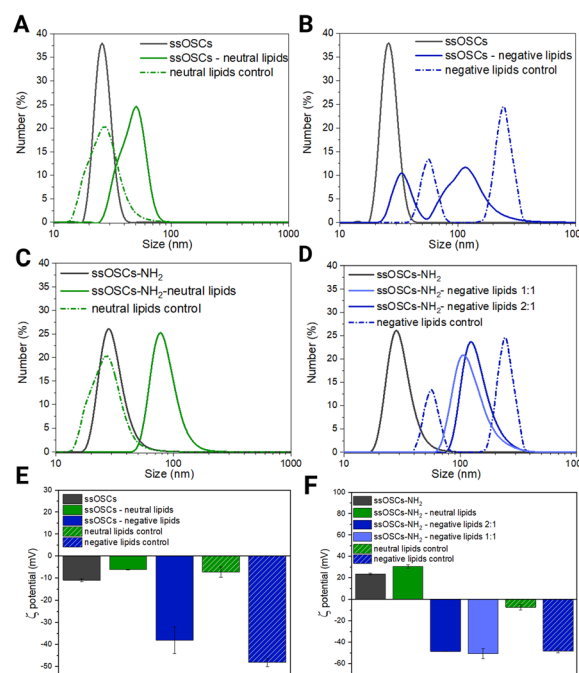 A
ssOSCs
ssOSCs - neutral lipids
neutral lipids control
Number (%)
40
35
30
25
20
15
10
5
0
10
100
1000
Size (nm)
B
ssOSCs
ssOSCs - negative lipids
negative lipids control
Number (%)
40
35
30
25
20
15
10
5
0
10
100
1000
Size (nm)
C
ssOSCs-NH₂
ssOSCs-NH₂-neutral lipids
neutral lipids control
Number (%)
40
35
30
25
20
15
10
5
0
10
100
1000
Size (nm)
D
ssOSCs-NH₂
ssOSCs-NH₂- negative lipids 1:1
ssOSCs-NH₂- negative lipids 2:1
negative lipids control
Number (%)
40
35
30
25
20
15
10
5
0
10
100
1000
Size (nm)
E
ssOSCs
ssOSCs - neutral lipids
ssOSCs - negative lipids
neutral lipids control
negative lipids control
ζ potential (mV)
30
20
10
0
-10
-20
-30
-40
-50
F
ssOSCs-NH₂
ssOSCs-NH₂ - neutral lipids
ssOSCs-NH₂ - negative lipids 2:1
ssOSCs-NH₂ - negative lipids 1:1
neutral lipids control
negative lipids control
ζ potential (mV)
100
80
60
40
20
0
-20
-40
-60